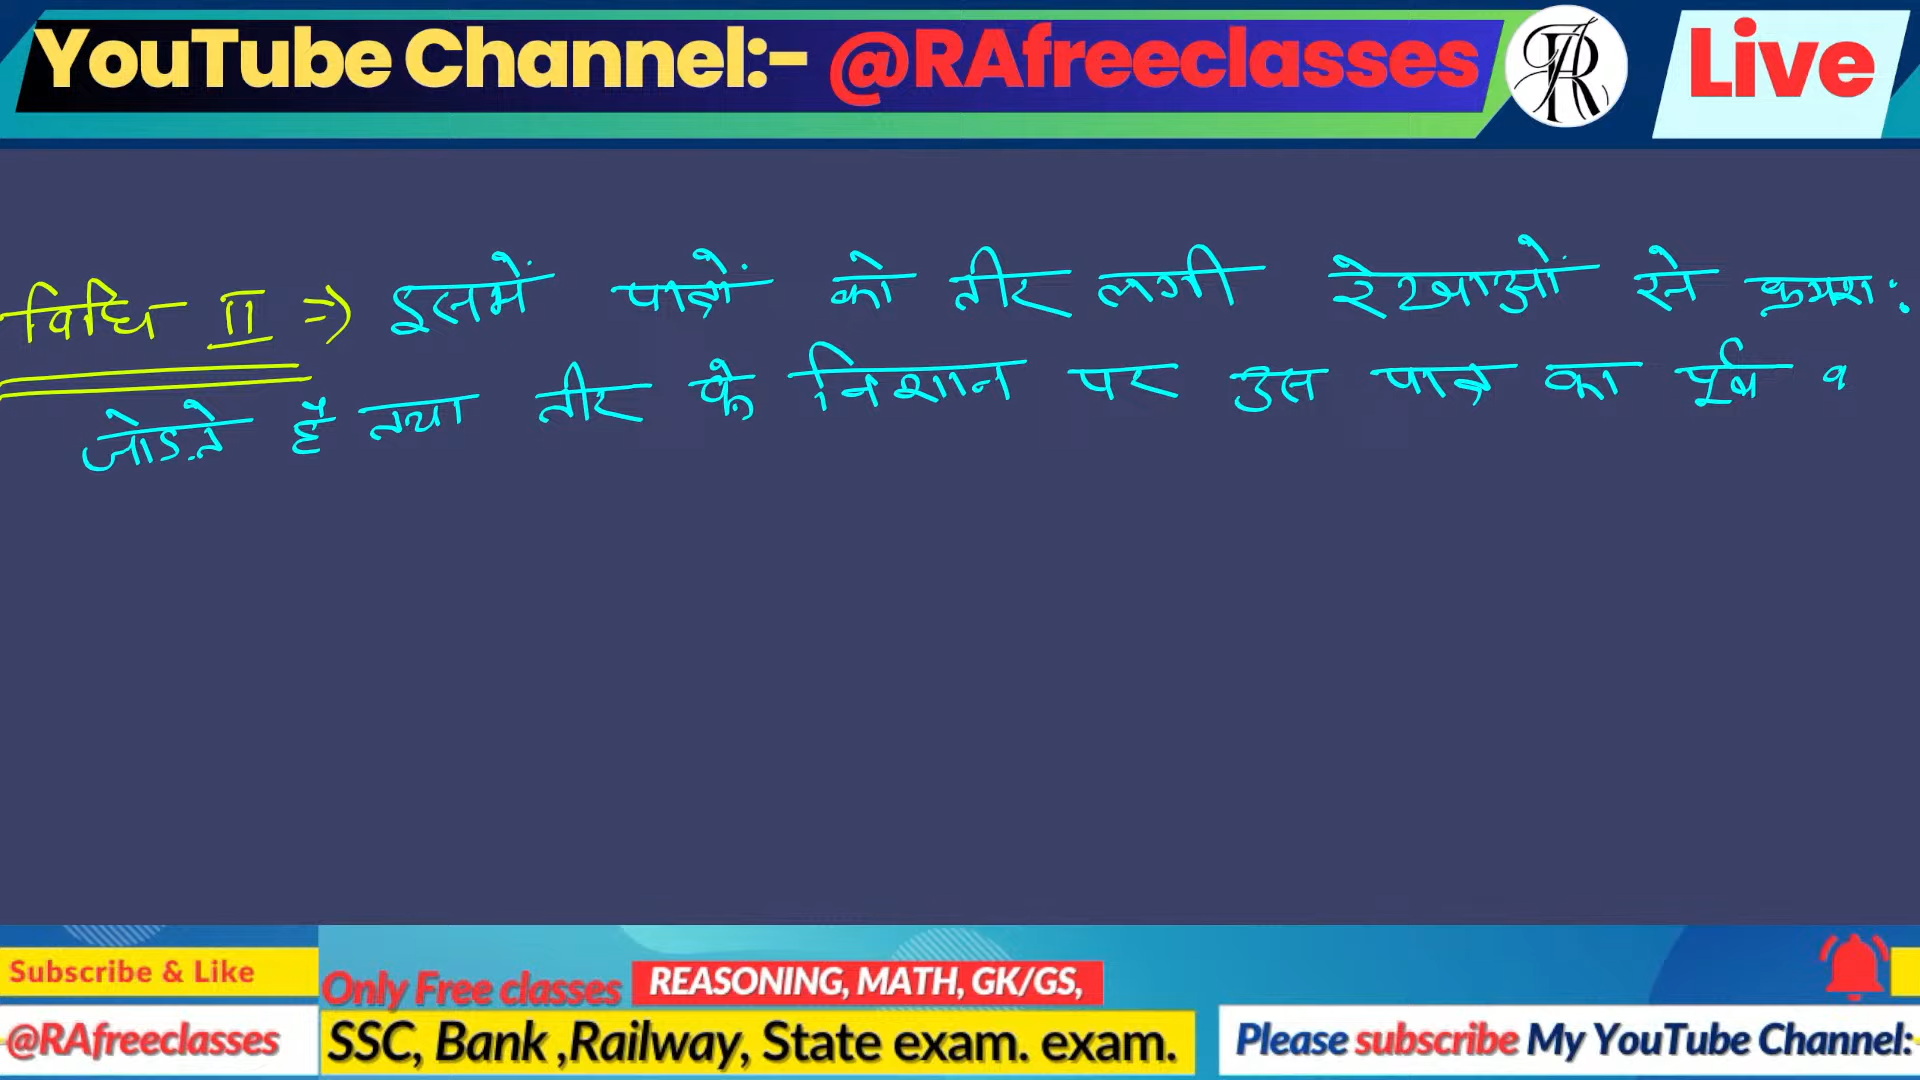 YouTube Channel:- @RAfreeclasses
Live
विधि II => इसमें पात्रों को तीर लगी रेखाओं से क्रमश:
जोड़ते है तथा तीर के निशान पर उस पात्र का पूर्व
Subscribe & Like
@RAfreeclasses
Only Free classes REASONING, MATH, GK/GS,
SSC, Bank ,Railway, State exam. exam.
Please subscribe My YouTube Channel:-